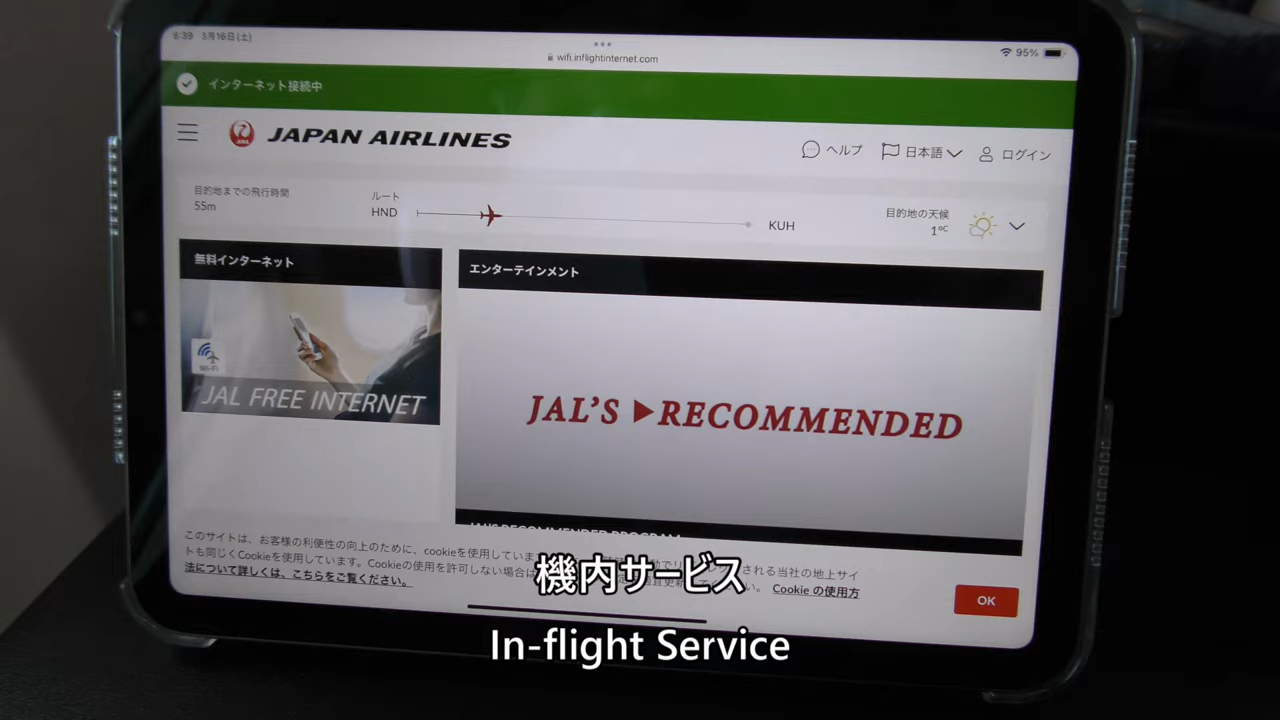 6:39 3月16日(土)
95%
wifi.inflightinternet.com
インターネット接続中
JAL
JAPAN AIRLINES
ヘルプ
日本語
ログイン
目的地までの飛行時間
55m
ルート
HND
KUH
目的地の天候
1°C
無料インターネット
エンターテインメント
Wi-Fi
JAL FREE INTERNET
JAL'S RECOMMENDED
JAL'S RECOMMENDED PROGRAM
このサイトは、お客様の利便性の向上のために、cookieを使用していま
トも同じくCookieを使用しています。Cookieの使用を許可しない場合は
される当社の地上サイ
Cookie の使用方
法について詳しくは、こちらをご覧ください。
OK
機内サービス
In-flight Service